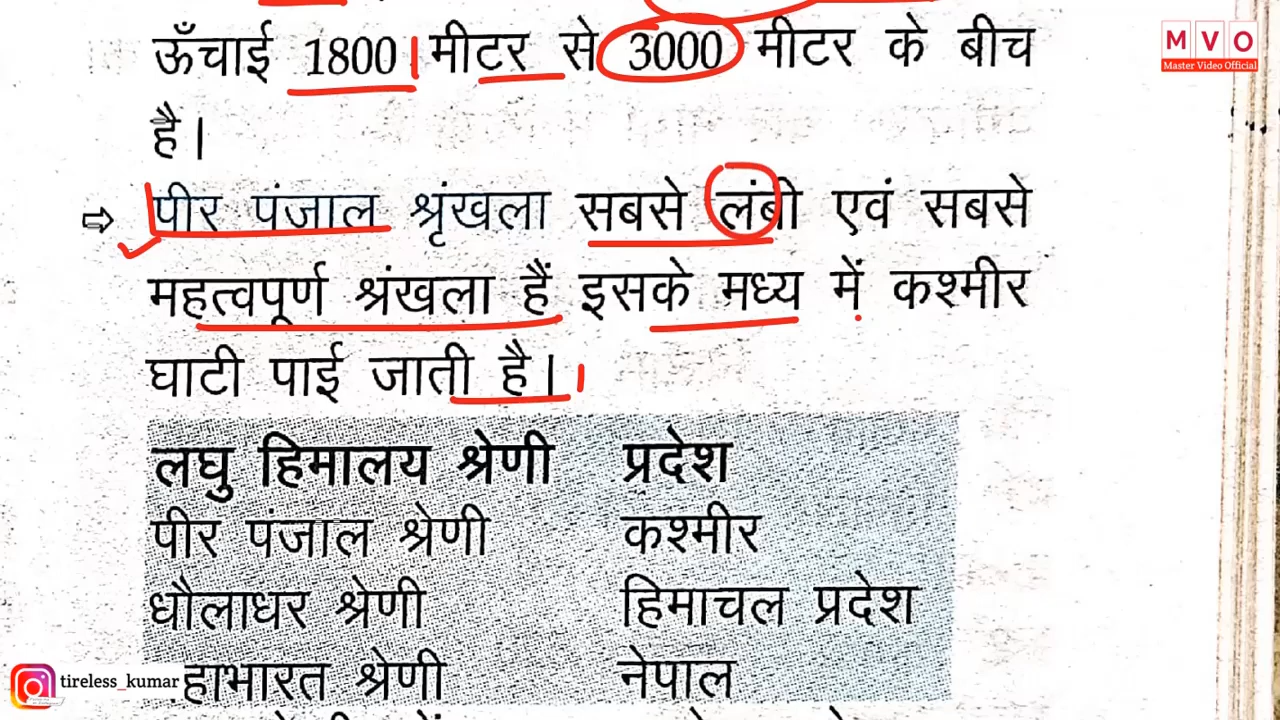 ऊँचाई 1800 मीटर से 3000 मीटर के बीच
है।
⇨ पीर पंजाल श्रृंखला सबसे लंबी एवं सबसे
महत्वपूर्ण श्रंखला हैं इसके मध्य में कश्मीर
घाटी पाई जाती है।
लघु हिमालय श्रेणी प्रदेश
पीर पंजाल श्रेणी कश्मीर
धौलाधर श्रेणी हिमाचल प्रदेश
हाभारत श्रेणी नेपाल
MVO
Master Video Official
tireless_kumar